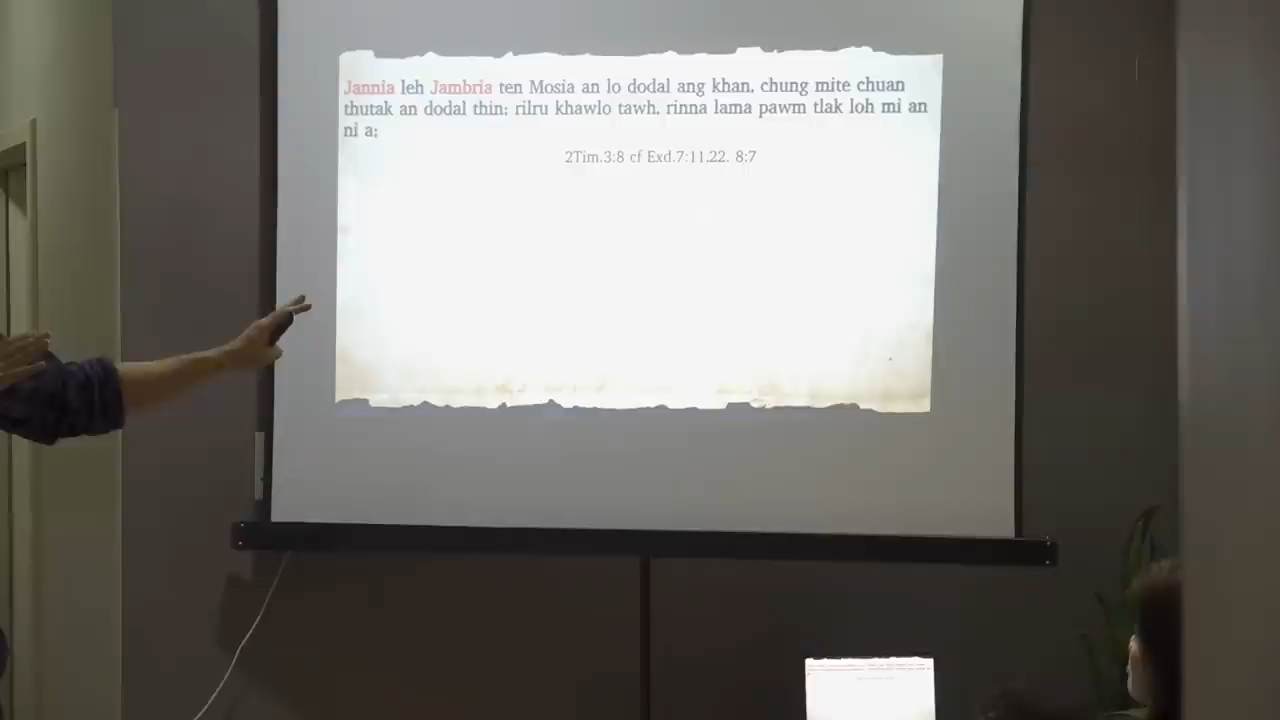 Jannia leh Jambria ten Mosia an lo dodal ang khan, chung mite chuan
thutak an dodal thin; rilru khawlo tawh, rinna lama pawm tlak loh mi an
ni a;
2Tim.3:8 cf Exd.7:11,22. 8:7